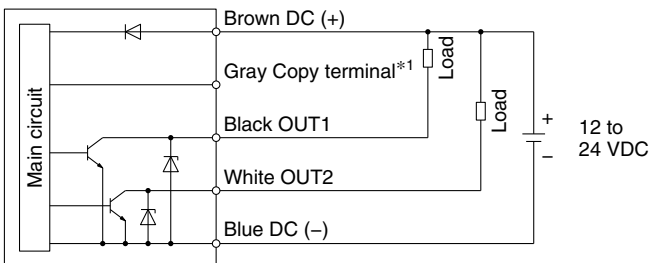 Brown DC (+)
Gray Copy terminal*1
Black OUT1
White OUT2
Blue DC (−)
Main circuit
Load
Load
+
−
12 to
24 VDC